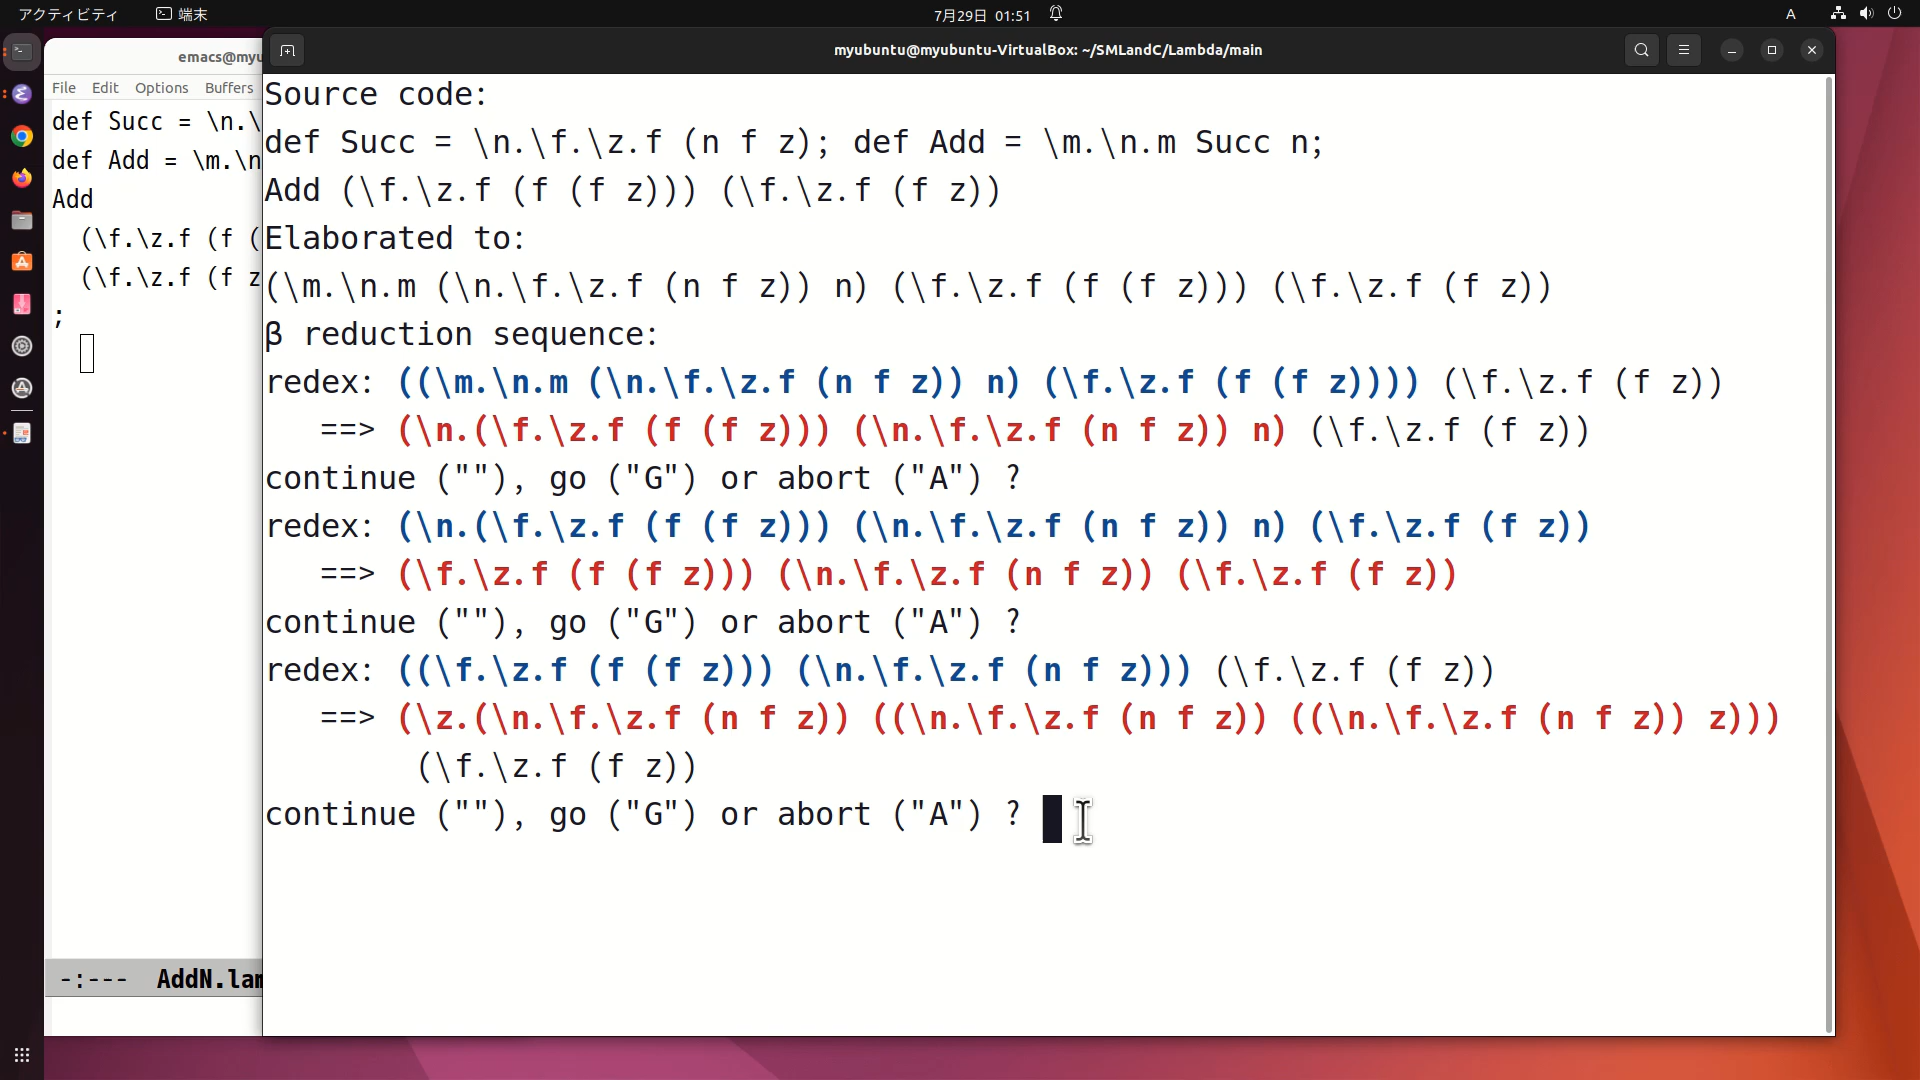 アクティビティ
端末
7月29日 01:51
A
emacs@myu
File Edit Options Buffers
def Succ = \n.\
def Add = \m.\n
Add
(\f.\z.f (f (
(\f.\z.f (f z
;
-:--- AddN.lam
myubuntu@myubuntu-VirtualBox: ~/SMLandC/Lambda/main
Source code:
def Succ = \n.\f.\z.f (n f z); def Add = \m.\n.m Succ n;
Add (\f.\z.f (f (f z))) (\f.\z.f (f z))
Elaborated to:
(\m.\n.m (\n.\f.\z.f (n f z)) n) (\f.\z.f (f (f z))) (\f.\z.f (f z))
β reduction sequence:
redex: ((\m.\n.m (\n.\f.\z.f (n f z)) n) (\f.\z.f (f (f z)))) (\f.\z.f (f z))
==> (\n.(\f.\z.f (f (f z))) (\n.\f.\z.f (n f z)) n) (\f.\z.f (f z))
continue (""), go ("G") or abort ("A") ?
redex: (\n.(\f.\z.f (f (f z))) (\n.\f.\z.f (n f z)) n) (\f.\z.f (f z))
==> (\f.\z.f (f (f z))) (\n.\f.\z.f (n f z)) (\f.\z.f (f z))
continue (""), go ("G") or abort ("A") ?
redex: ((\f.\z.f (f (f z))) (\n.\f.\z.f (n f z))) (\f.\z.f (f z))
==> (\z.(\n.\f.\z.f (n f z)) ((\n.\f.\z.f (n f z)) ((\n.\f.\z.f (n f z)) z)))
(\f.\z.f (f z))
continue (""), go ("G") or abort ("A") ?